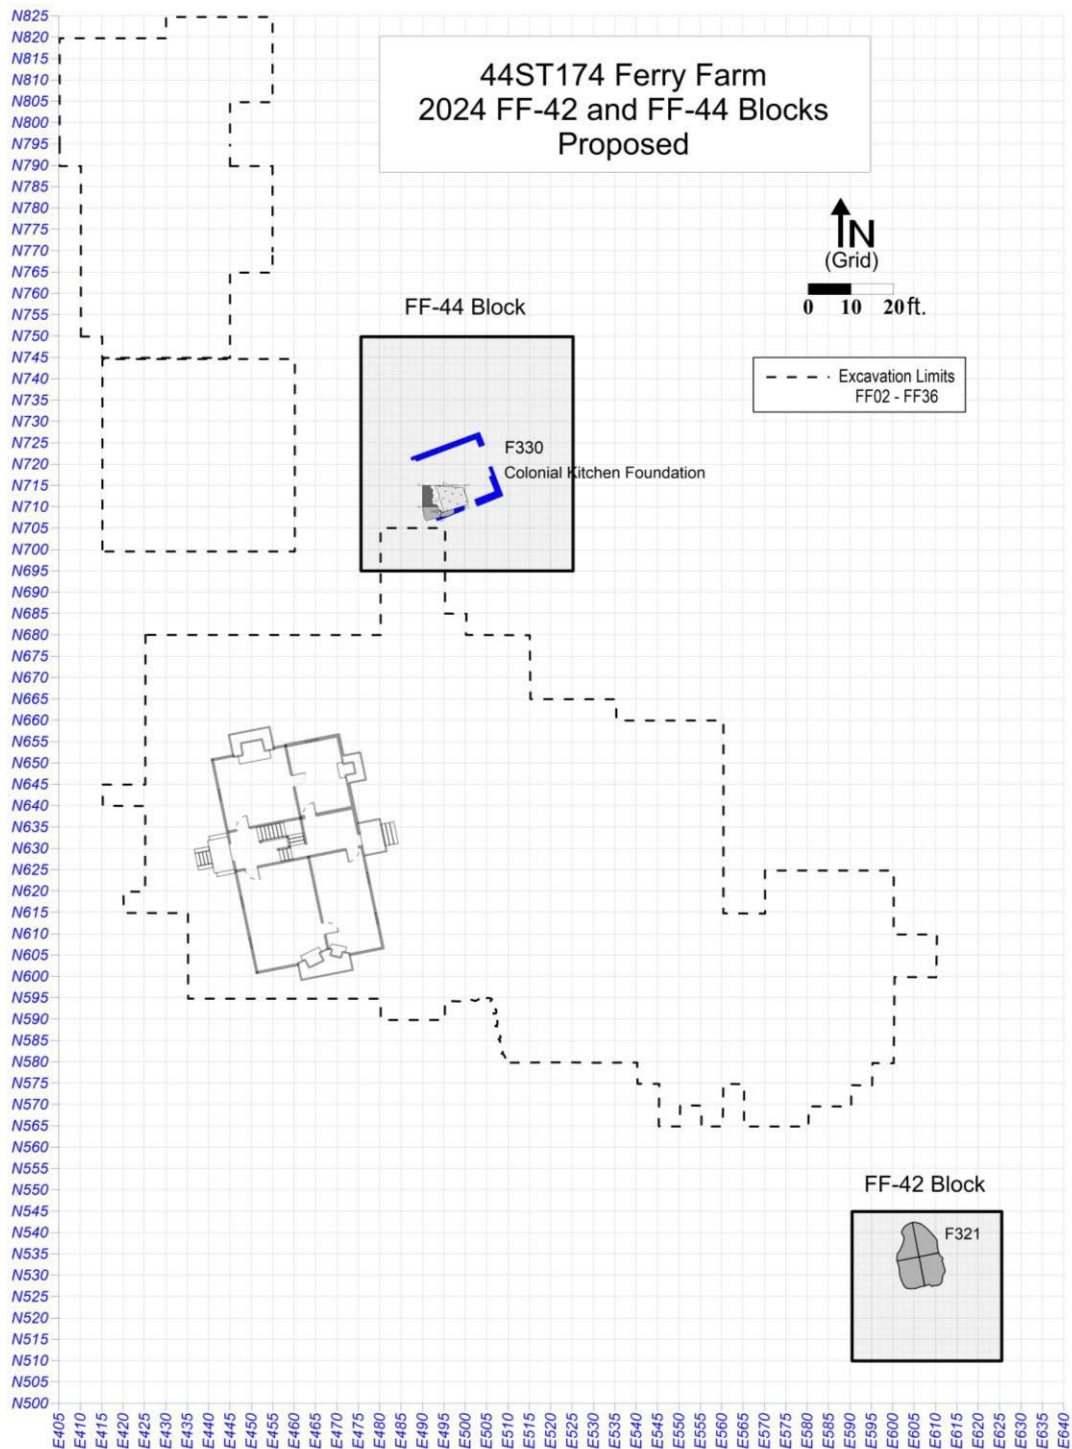 44ST174 Ferry Farm
2024 FF-42 and FF-44 Blocks
Proposed
N
(Grid)
0 10 20 ft.
Excavation Limits
FF02 - FF36
FF-44 Block
F330
Colonial Kitchen Foundation
FF-42 Block
F321
N825
N820
N815
N810
N805
N800
N795
N790
N785
N780
N775
N770
N765
N760
N755
N750
N745
N740
N735
N730
N725
N720
N715
N710
N705
N700
N695
N690
N685
N680
N675
N670
N665
N660
N655
N650
N645
N640
N635
N630
N625
N620
N615
N610
N605
N600
N595
N590
N585
N580
N575
N570
N565
N560
N555
N550
N545
N540
N535
N530
N525
N520
N515
N510
N505
N500
E405
E410
E415
E420
E425
E430
E435
E440
E445
E450
E455
E460
E465
E470
E475
E480
E485
E490
E495
E500
E505
E510
E515
E520
E525
E530
E535
E540
E545
E550
E555
E560
E565
E570
E575
E580
E585
E590
E595
E600
E605
E610
E615
E620
E625
E630
E635
E640